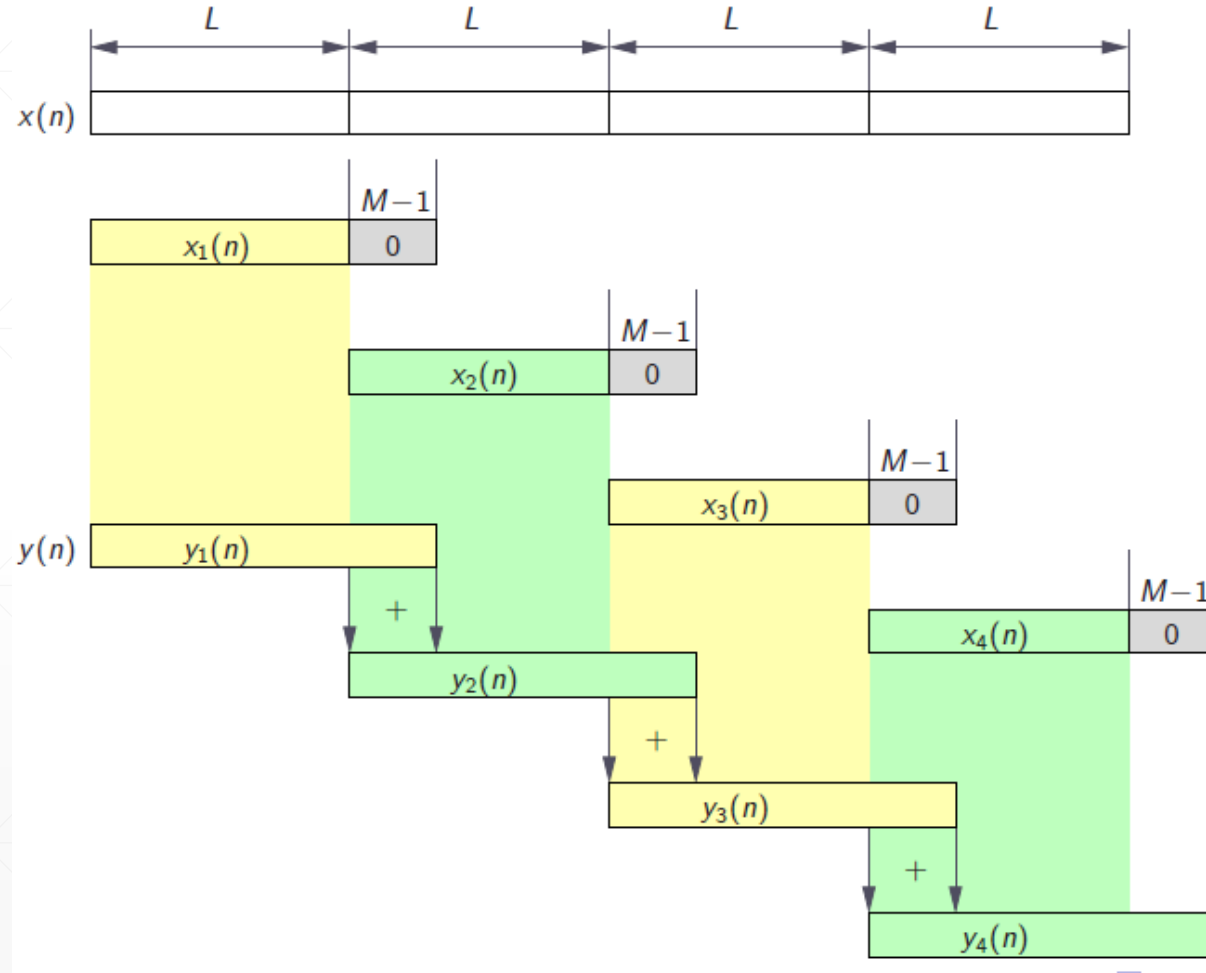 L L L L
x(n)
M−1
x₁(n) 0
M−1
x₂(n) 0
M−1
x₃(n) 0
y(n) y₁(n)
M−1
+
x₄(n) 0
y₂(n)
+
y₃(n)
+
y₄(n)